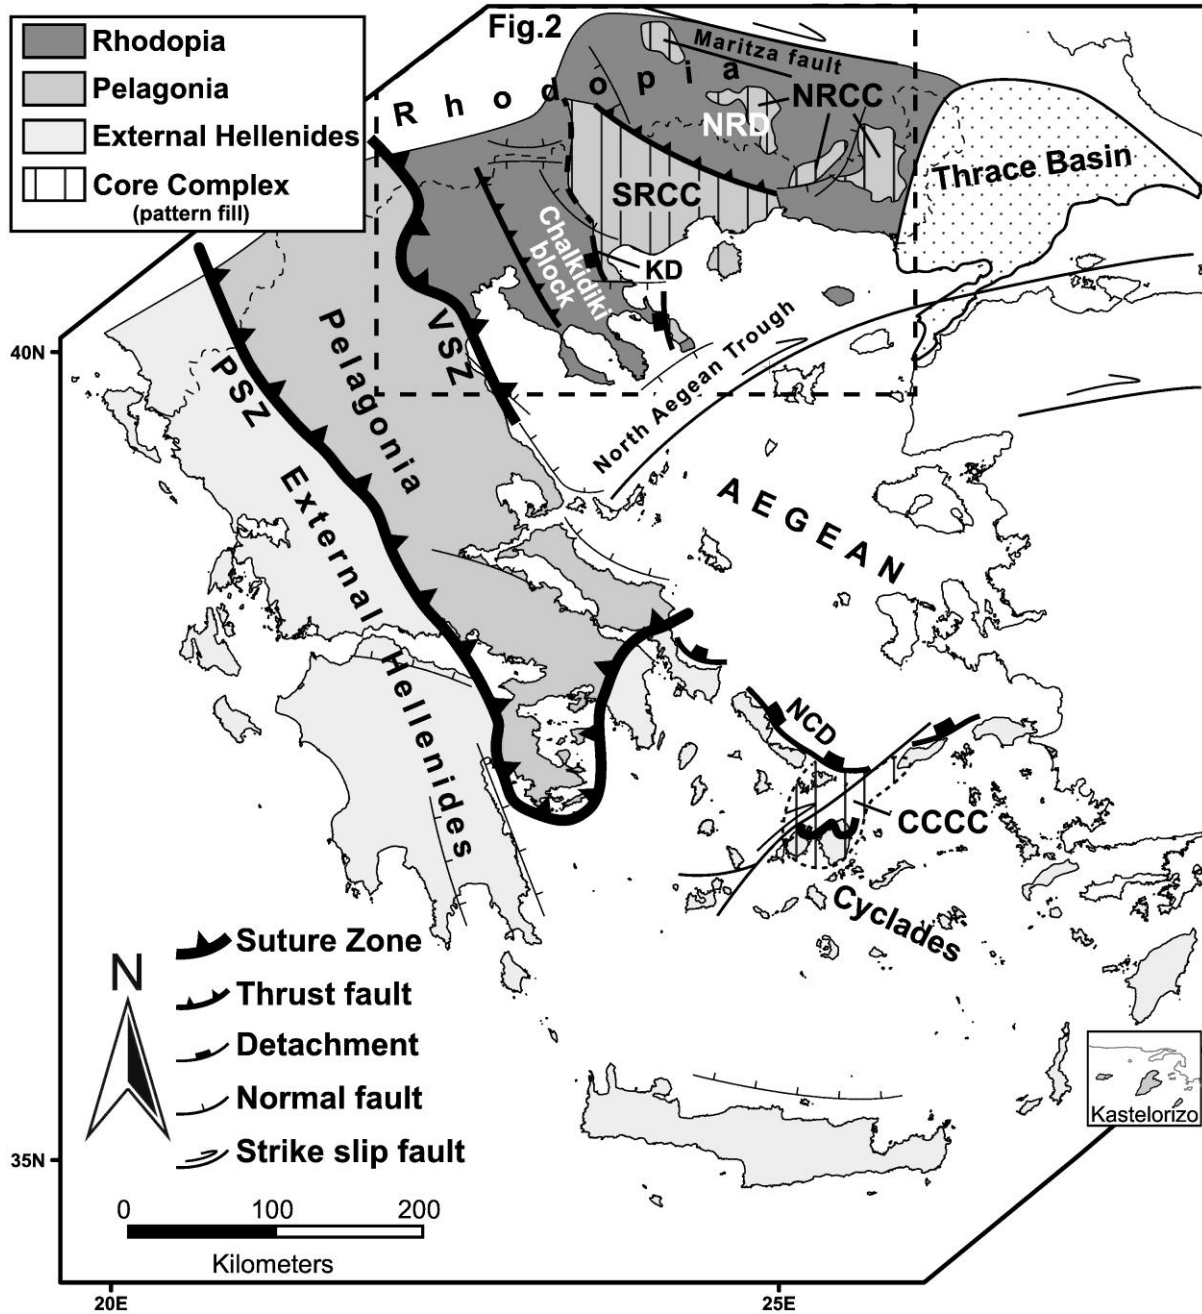 Rhodopia
Pelagonia
External Hellenides
Core Complex
(pattern fill)
Fig.2
Rhodopia
Maritza fault
NRCC
NRD
Thrace Basin
SRCC
Chalkidiki
block
KD
VSZ
40N
PSZ
Pelagonia
North Aegean Trough
External Hellenides
AEGEAN
NCD
CCCC
Cyclades
Suture Zone
N
Thrust fault
Detachment
Normal fault
Strike slip fault
Kastelorizo
35N
0 100 200
Kilometers
20E 25E